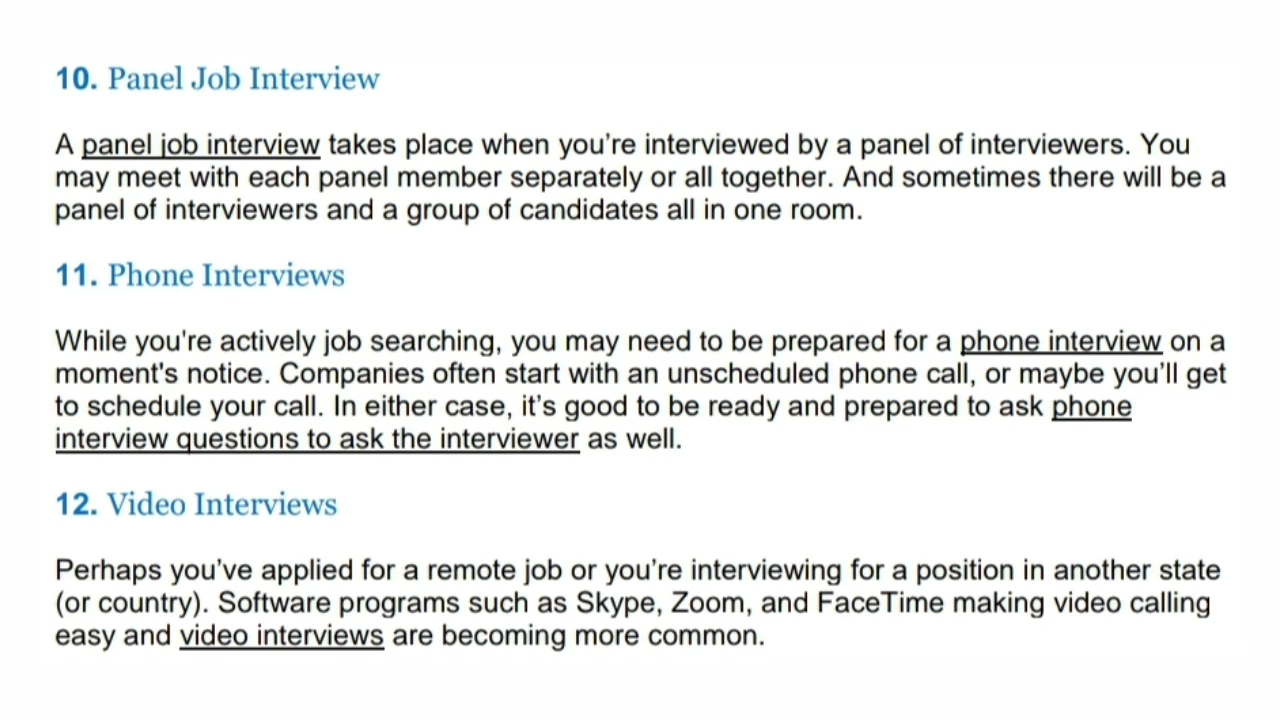 10. Panel Job Interview
A panel job interview takes place when you’re interviewed by a panel of interviewers. You
may meet with each panel member separately or all together. And sometimes there will be a
panel of interviewers and a group of candidates all in one room.
11. Phone Interviews
While you're actively job searching, you may need to be prepared for a phone interview on a
moment's notice. Companies often start with an unscheduled phone call, or maybe you’ll get
to schedule your call. In either case, it’s good to be ready and prepared to ask phone
interview questions to ask the interviewer as well.
12. Video Interviews
Perhaps you’ve applied for a remote job or you’re interviewing for a position in another state
(or country). Software programs such as Skype, Zoom, and FaceTime making video calling
easy and video interviews are becoming more common.